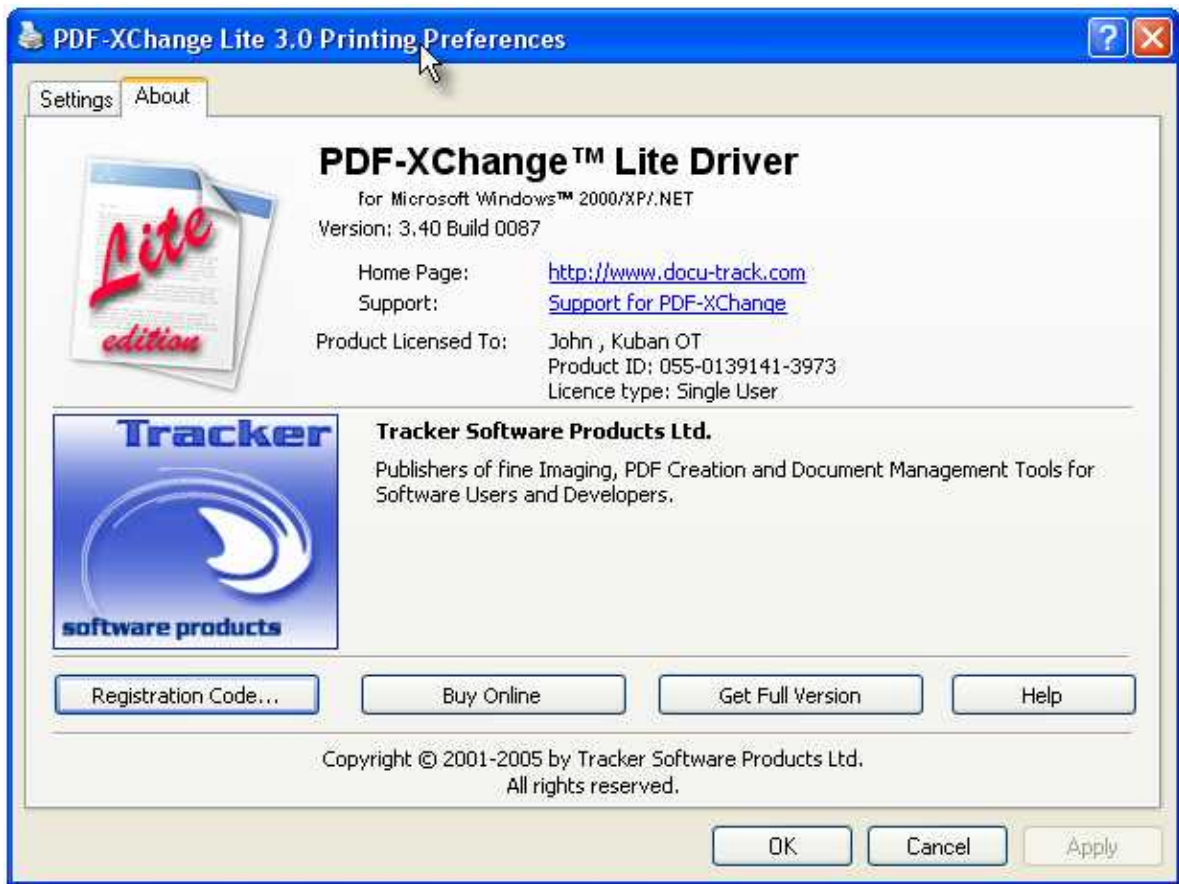 PDF-XChange Lite 3.0 Printing Preferences
Settings
About
Lite
edition
PDF-XChange™ Lite Driver
for Microsoft Windows™ 2000/XP/.NET
Version: 3.40 Build 0087
Home Page: http://www.docu-track.com
Support: Support for PDF-XChange
Product Licensed To: John , Kuban OT
Product ID: 055-0139141-3973
Licence type: Single User
Tracker
software products
Tracker Software Products Ltd.
Publishers of fine Imaging, PDF Creation and Document Management Tools for
Software Users and Developers.
Registration Code...
Buy Online
Get Full Version
Help
Copyright © 2001-2005 by Tracker Software Products Ltd.
All rights reserved.
OK
Cancel
Apply